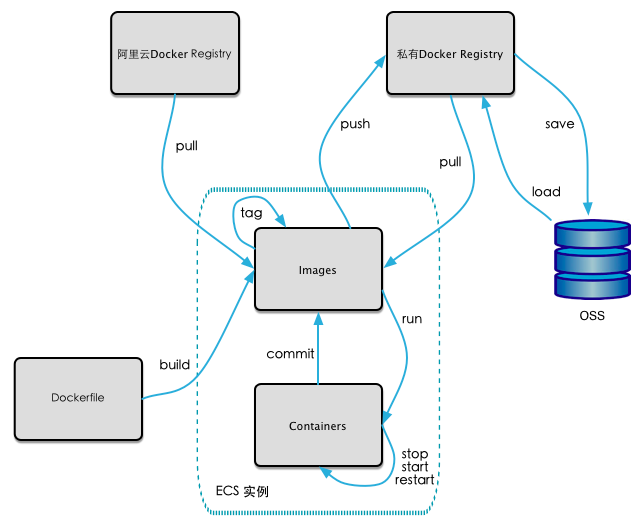 阿里云Docker Registry
私有Docker Registry
push
save
pull
pull
load
tag
Images
OSS
run
commit
build
Dockerfile
Containers
stop
start
restart
ECS 实例